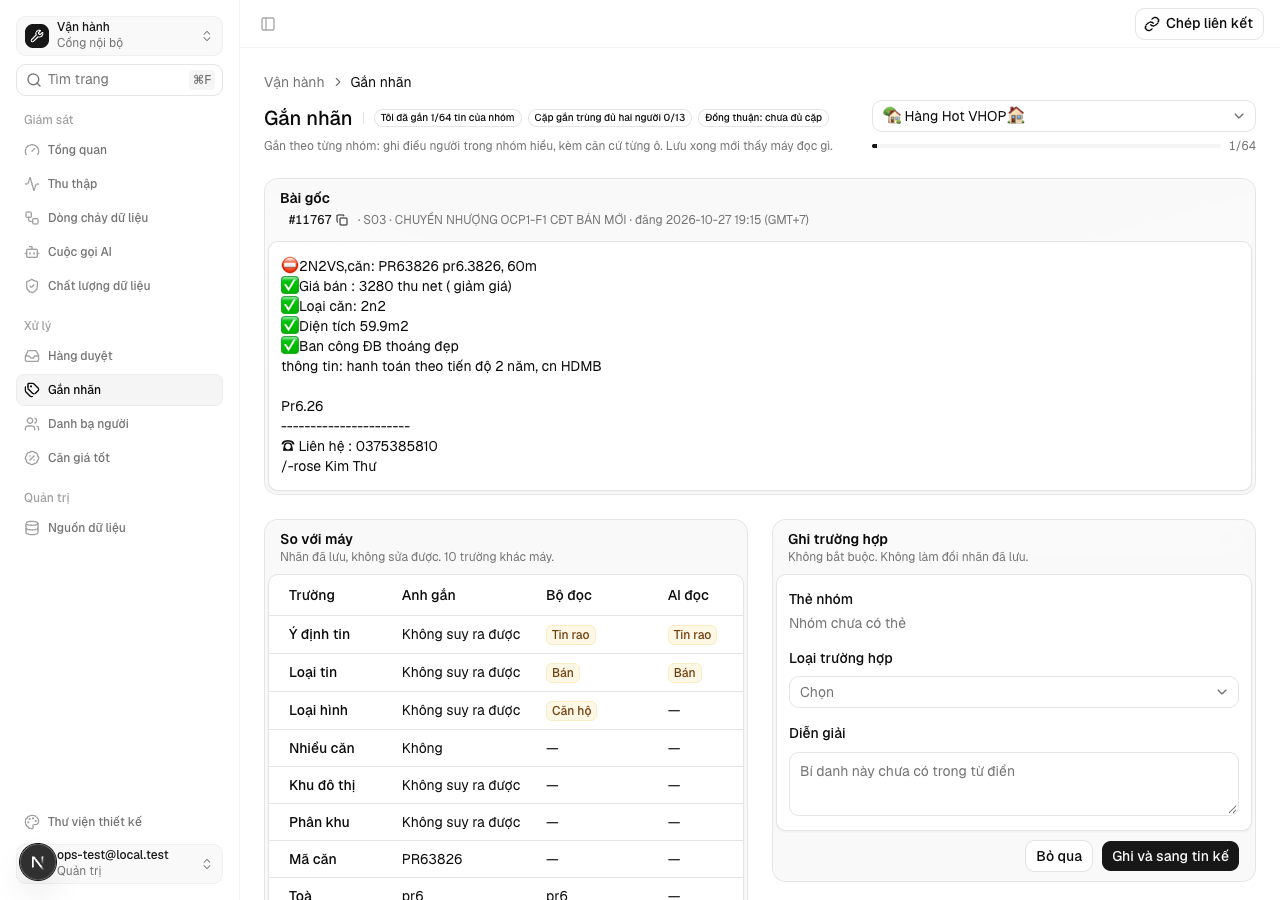 Vận hành
Cổng nội bộ
Tìm trang
⌘F
Giám sát
Tổng quan
Thu thập
Dòng chảy dữ liệu
Cuộc gọi AI
Chất lượng dữ liệu
Xử lý
Hàng duyệt
Gắn nhãn
Danh bạ người
Căn giá tốt
Quản trị
Nguồn dữ liệu
Thư viện thiết kế
N
ops-test@local.test
Quản trị
Chép liên kết
Vận hành > Gắn nhãn
Gắn nhãn
Tôi đã gắn 1/64 tin của nhóm
Cặp gắn trùng đủ hai người 0/13
Đồng thuận: chưa đủ cặp
Gắn theo từng nhóm: ghi điều người trong nhóm hiểu, kèm căn cứ từng ô. Lưu xong mới thấy máy đọc gì.
🏡 Hàng Hot VHOP🏠
1/64
Bài gốc
#11767 · S03 · CHUYỂN NHƯỢNG OCP1-F1 CĐT BÁN MỚI · đăng 2026-10-27 19:15 (GMT+7)
⛔2N2VS,căn: PR63826 pr6.3826, 60m
✅Giá bán : 3280 thu net ( giảm giá)
✅Loại căn: 2n2
✅Diện tích 59.9m2
✅Ban công ĐB thoáng đẹp
thông tin: hanh toán theo tiến độ 2 năm, cn HDMB
Pr6.26
----------------------
☎ Liên hệ : 0375385810
/-rose Kim Thư
So với máy
Nhãn đã lưu, không sửa được. 10 trường khác máy.
Trường Anh gắn Bộ đọc AI đọc
Ý định tin Không suy ra được Tin rao Tin rao
Loại tin Không suy ra được Bán Bán
Loại hình Không suy ra được Căn hộ —
Nhiều căn Không — —
Khu đô thị Không suy ra được — —
Phân khu Không suy ra được — —
Mã căn PR63826 — —
Toà pr6 pr6 —
Ghi trường hợp
Không bắt buộc. Không làm đổi nhãn đã lưu.
Thẻ nhóm
Nhóm chưa có thẻ
Loại trường hợp
Chọn
Diễn giải
Bí danh này chưa có trong từ điển
Bỏ qua
Ghi và sang tin kế